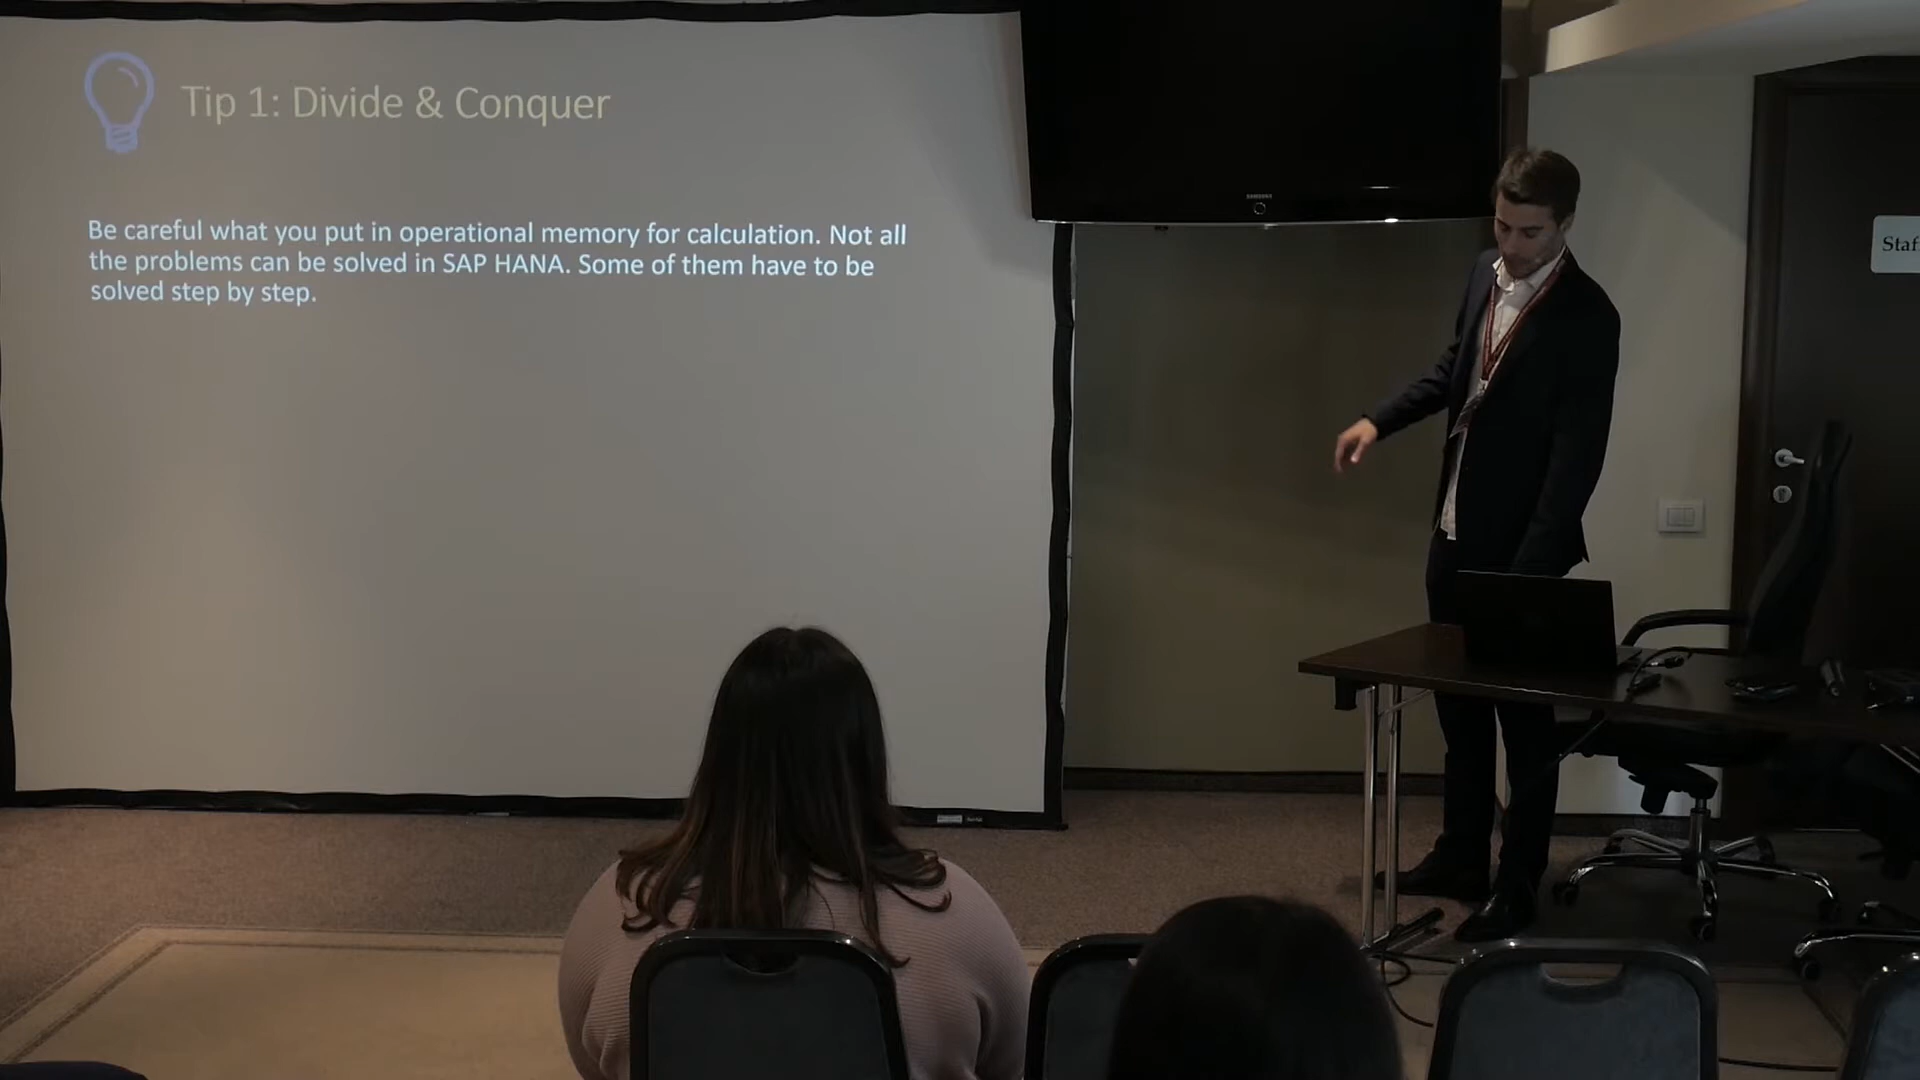 Tip 1: Divide & Conquer
Be careful what you put in operational memory for calculation. Not all
the problems can be solved in SAP HANA. Some of them have to be
solved step by step.
SAMSUNG
Staf